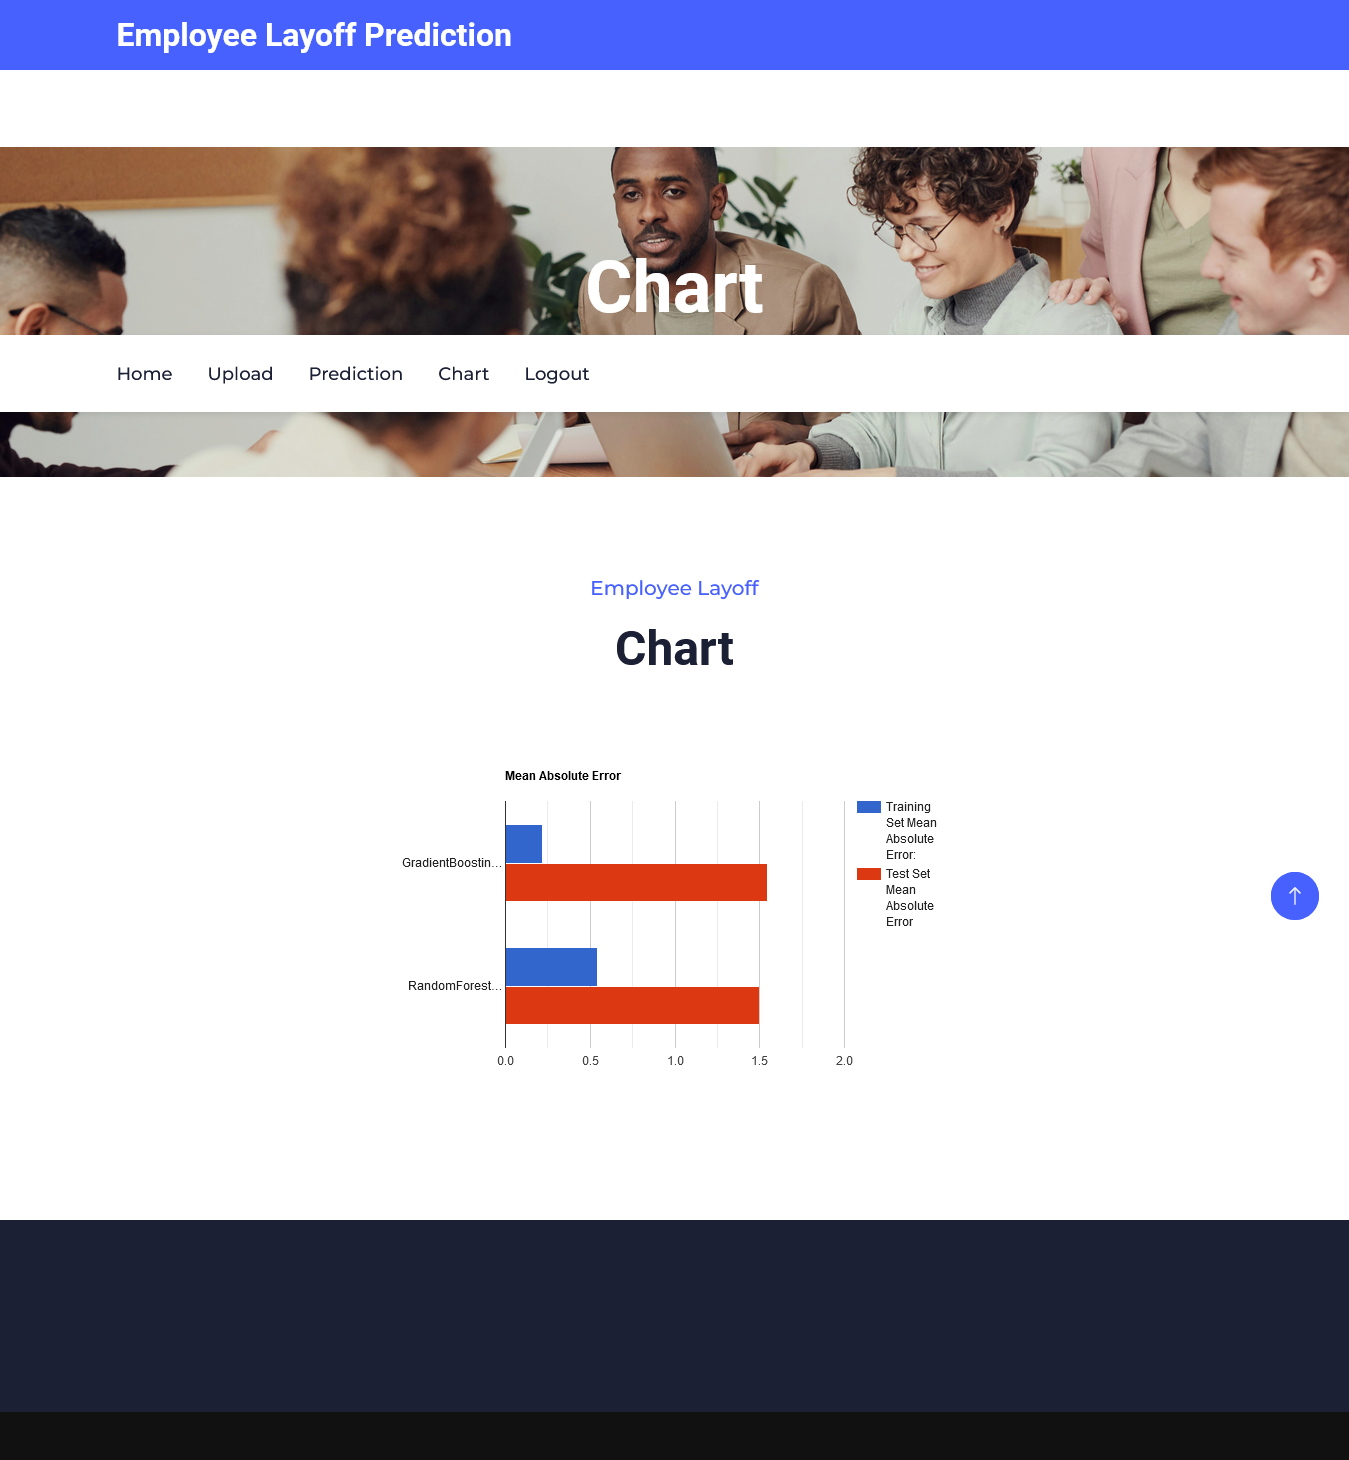 Employee Layoff Prediction
Chart
Home Upload Prediction Chart Logout
Employee Layoff
Chart
Mean Absolute Error
Training
Set Mean
Absolute
Error:
Test Set
Mean
Absolute
Error
GradientBoostin...
RandomForest...
0.0 0.5 1.0 1.5 2.0